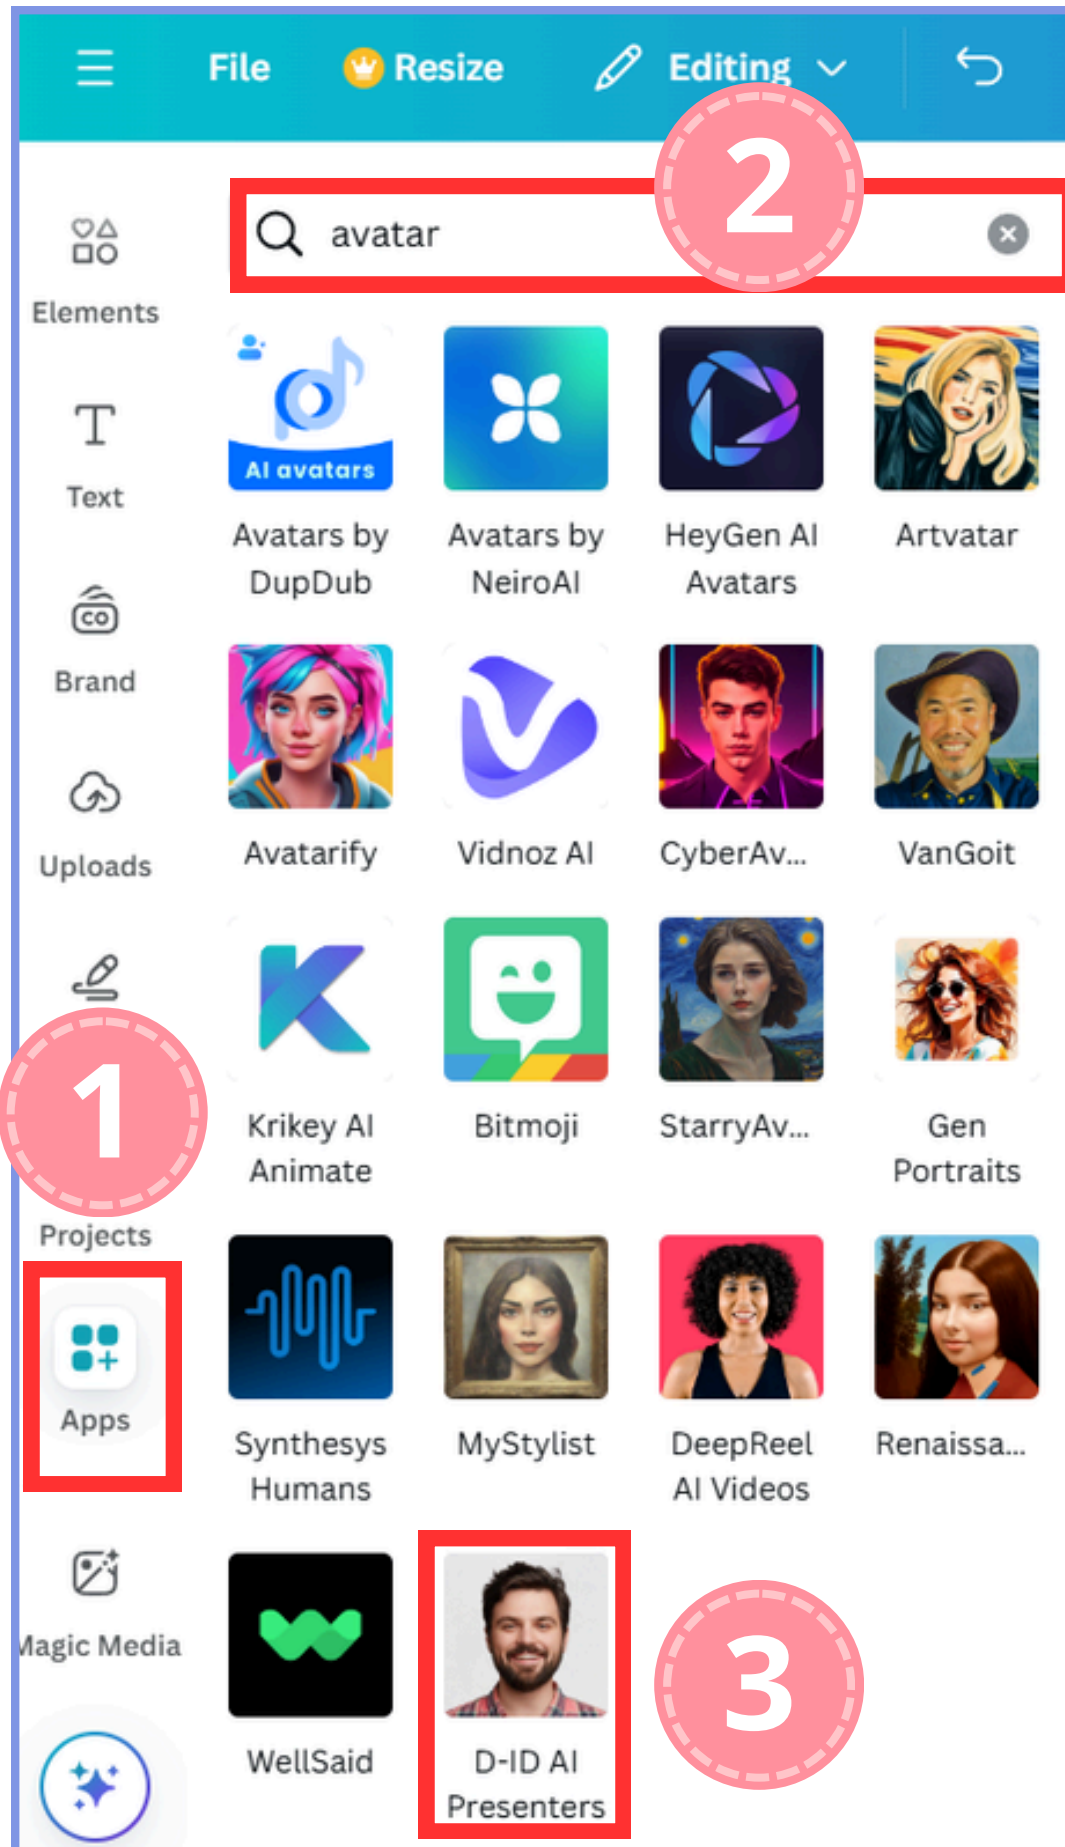 File
Resize
Editing
2
avatar
Elements
Text
CO
Brand
Uploads
1
Projects
Apps
Magic Media
AI avatars
Avatars by
DupDub
Avatars by
NeiroAI
HeyGen AI
Avatars
Artvatar
Avatarify
Vidnoz AI
CyberAv...
VanGoit
Krikey AI
Animate
Bitmoji
StarryAv...
Gen
Portraits
Synthesys
Humans
MyStylist
DeepReel
AI Videos
Renaissa...
WellSaid
D-ID AI
Presenters
3